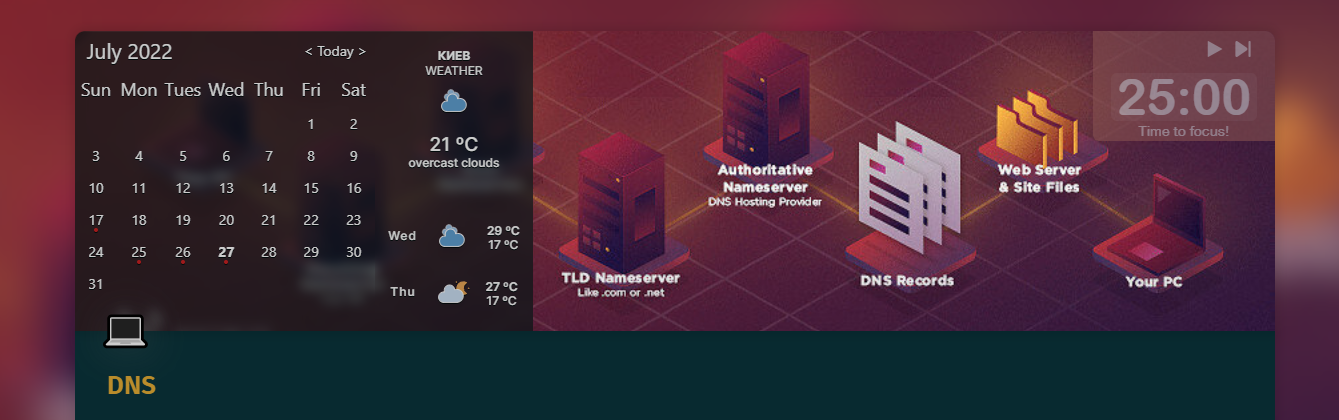 July 2022
< Today >
Sun Mon Tues Wed Thu Fri Sat
1 2
3 4 5 6 7 8 9
10 11 12 13 14 15 16
17 18 19 20 21 22 23
24 25 26 27 28 29 30
31
КИЕВ
WEATHER
21 ºC
overcast clouds
Wed
29 ºC
17 ºC
Thu
27 ºC
17 ºC
TLD Nameserver
Like .com or .net
Authoritative
Nameserver
DNS Hosting Provider
DNS Records
Web Server
& Site Files
Your PC
25:00
Time to focus!
DNS